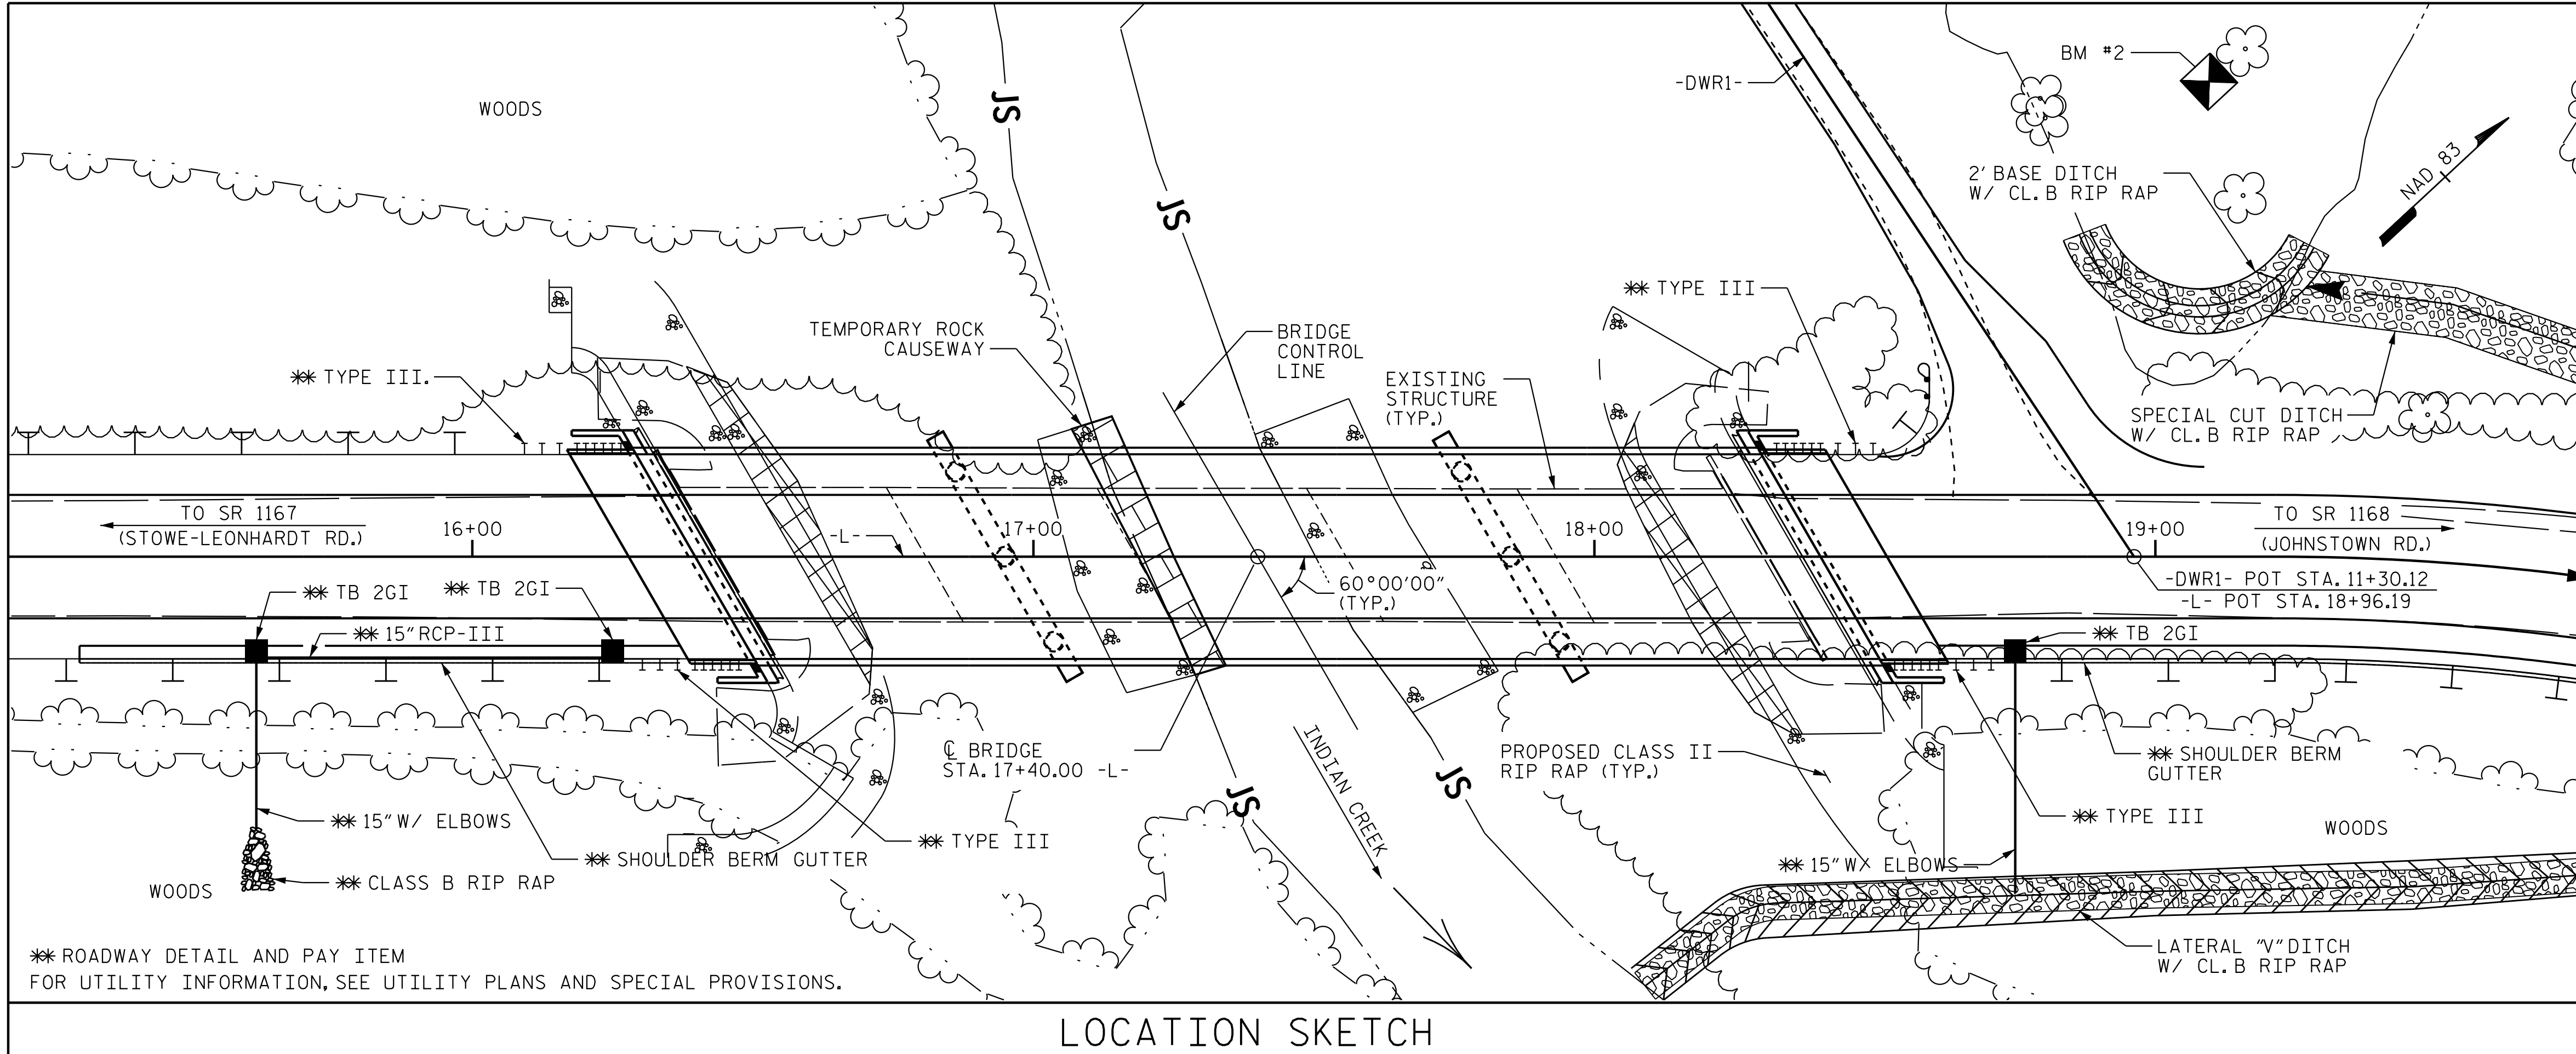 WOODS
JS
JS
-DWR1-
BM #2
2' BASE DITCH
W/ CL. B RIP RAP
NAD 83
** TYPE III
TEMPORARY ROCK
CAUSEWAY
BRIDGE
CONTROL
LINE
** TYPE III.
EXISTING
STRUCTURE
(TYP.)
SPECIAL CUT DITCH
W/ CL. B RIP RAP
TO SR 1167
(STOWE-LEONHARDT RD.)
16+00
-L-
17+00
18+00
19+00
TO SR 1168
(JOHNSTOWN RD.)
60°00'00"
(TYP.)
-DWR1- POT STA. 11+30.12
-L- POT STA. 18+96.19
** TB 2GI
** TB 2GI
** 15" RCP-III
** TB 2GI
℄ BRIDGE
STA. 17+40.00 -L-
INDIAN CREEK
JS
JS
PROPOSED CLASS II
RIP RAP (TYP.)
** SHOULDER BERM
GUTTER
** 15" W/ ELBOWS
** TYPE III
** TYPE III
WOODS
** SHOULDER BERM GUTTER
** 15" W/ ELBOWS
** CLASS B RIP RAP
WOODS
LATERAL "V" DITCH
W/ CL. B RIP RAP
** ROADWAY DETAIL AND PAY ITEM
FOR UTILITY INFORMATION, SEE UTILITY PLANS AND SPECIAL PROVISIONS.
LOCATION SKETCH